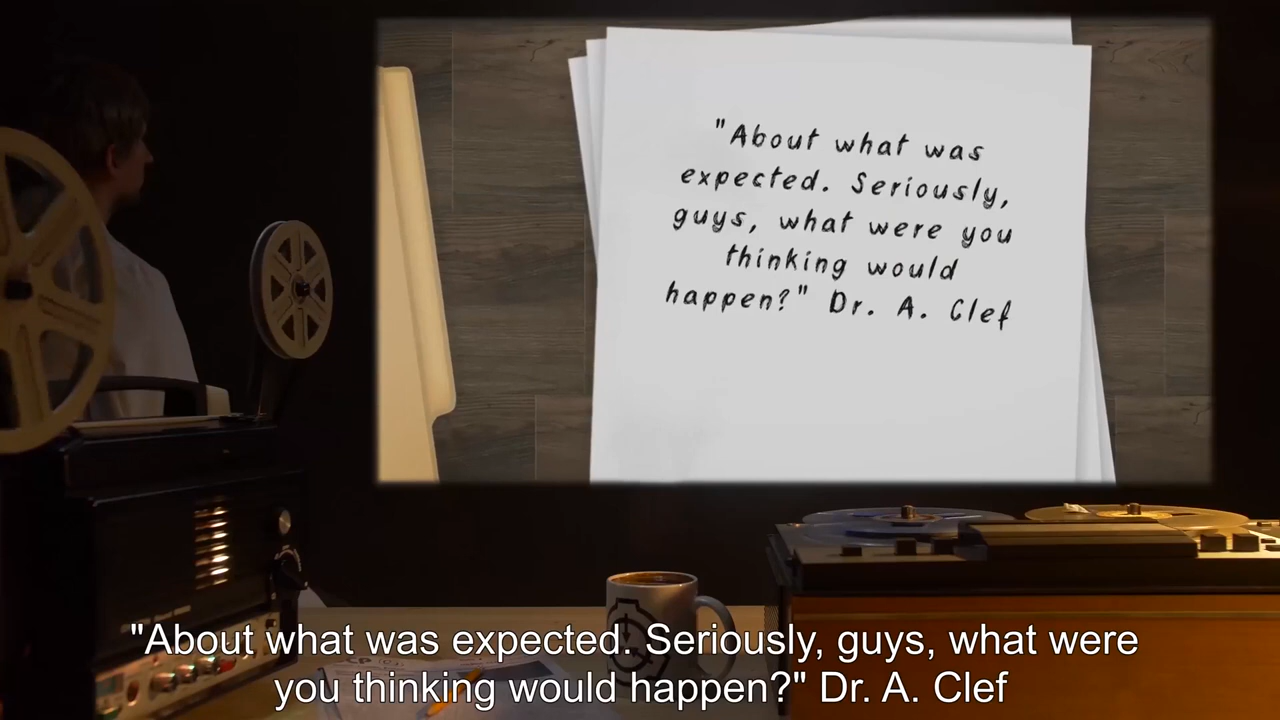 "About what was
expected. Seriously,
guys, what were you
thinking would
happen?" Dr. A. Clef
"About what was expected. Seriously, guys, what were
you thinking would happen?" Dr. A. Clef